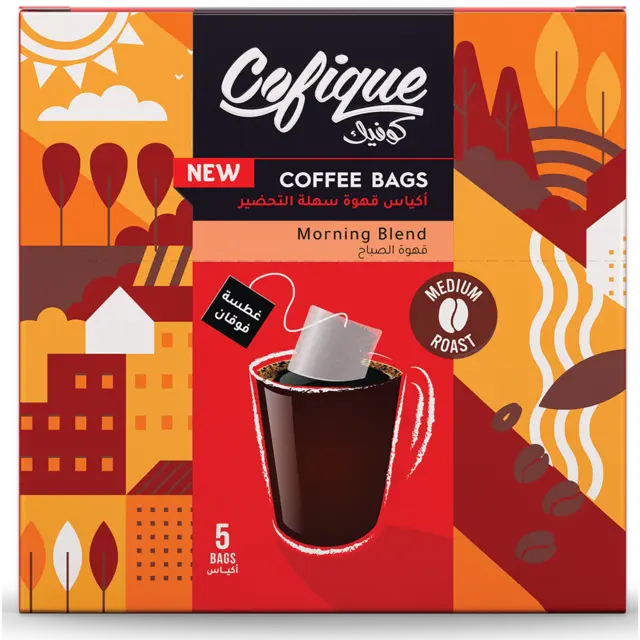 Cofique
كوفيك
NEW
COFFEE BAGS
أكياس قهوة سهلة التحضير
Morning Blend
قهوة الصباح
غطسة
فوقان
MEDIUM
ROAST
5
BAGS
أكياس